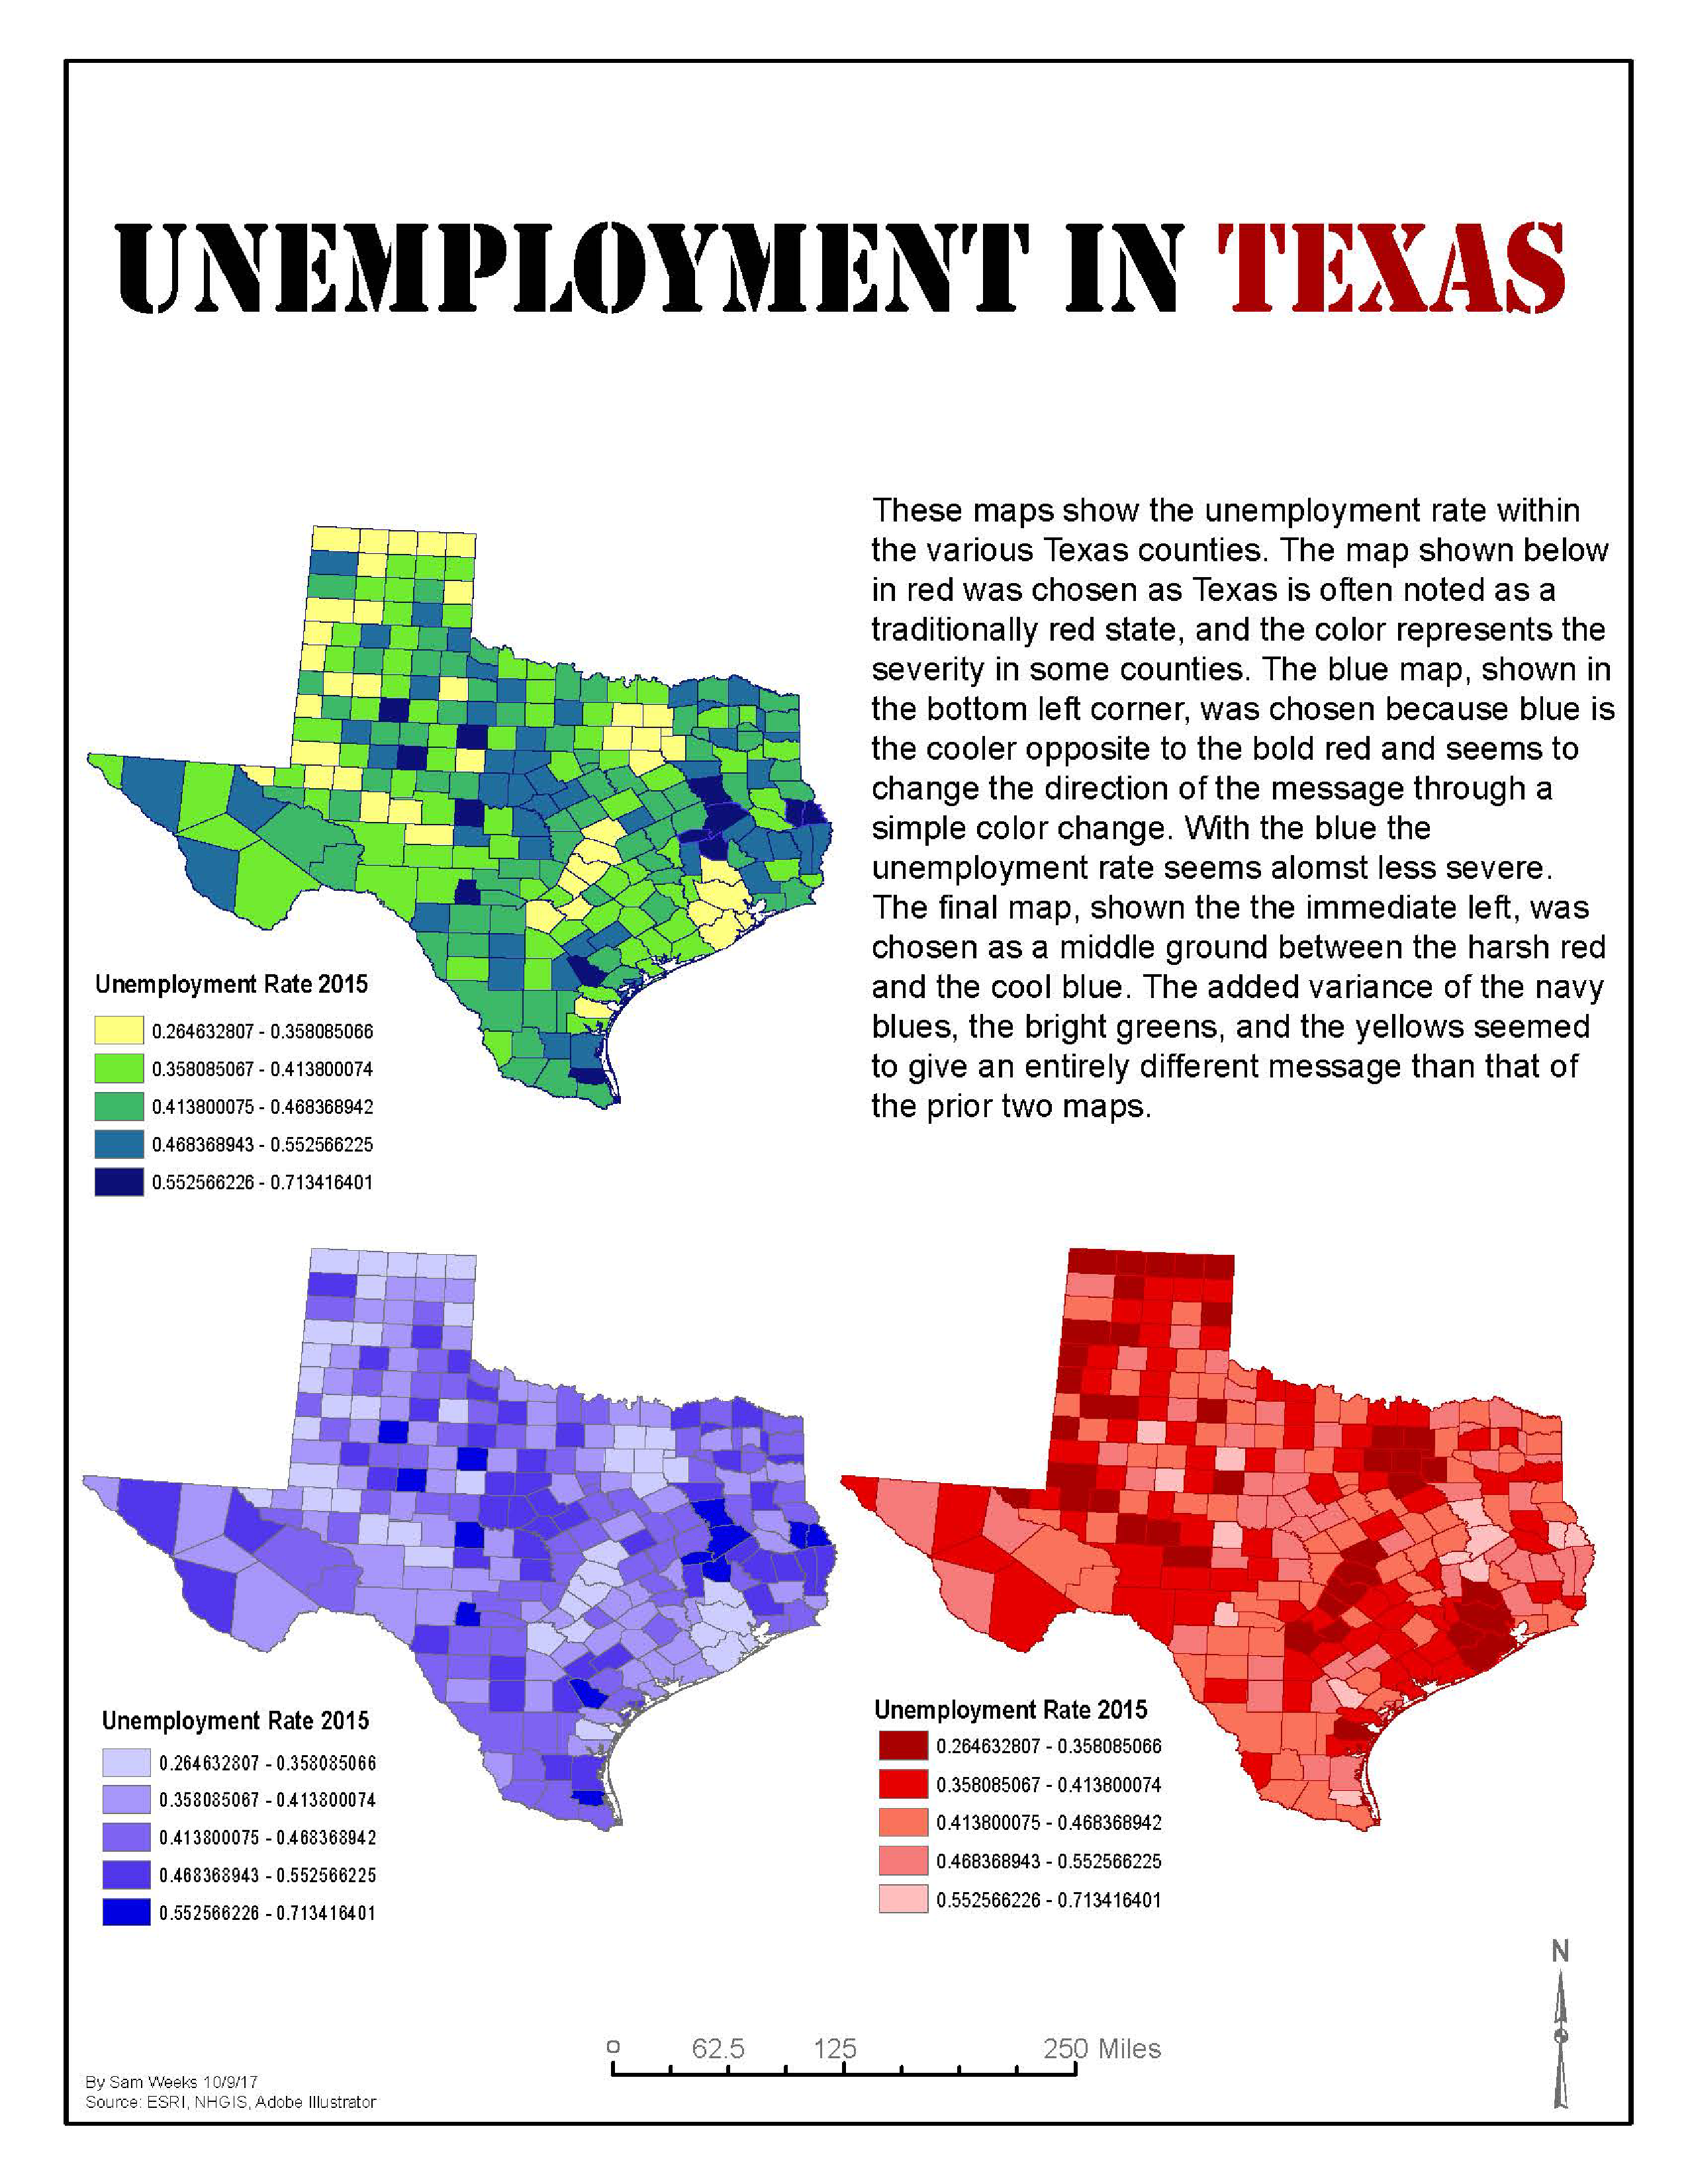 UNEMPLOYMENT IN TEXAS
These maps show the unemployment rate within
the various Texas counties. The map shown below
in red was chosen as Texas is often noted as a
traditionally red state, and the color represents the
severity in some counties. The blue map, shown in
the bottom left corner, was chosen because blue is
the cooler opposite to the bold red and seems to
change the direction of the message through a
simple color change. With the blue the
unemployment rate seems alomst less severe.
The final map, shown the the immediate left, was
chosen as a middle ground between the harsh red
and the cool blue. The added variance of the navy
blues, the bright greens, and the yellows seemed
to give an entirely different message than that of
the prior two maps.
Unemployment Rate 2015
0.264632807 - 0.358085066
0.358085067 - 0.413800074
0.413800075 - 0.468368942
0.468368943 - 0.552566225
0.552566226 - 0.713416401
Unemployment Rate 2015
0.264632807 - 0.358085066
0.358085067 - 0.413800074
0.413800075 - 0.468368942
0.468368943 - 0.552566225
0.552566226 - 0.713416401
Unemployment Rate 2015
0.264632807 - 0.358085066
0.358085067 - 0.413800074
0.413800075 - 0.468368942
0.468368943 - 0.552566225
0.552566226 - 0.713416401
N
0 62.5 125 250 Miles
By Sam Weeks 10/9/17
Source: ESRI, NHGIS, Adobe Illustrator